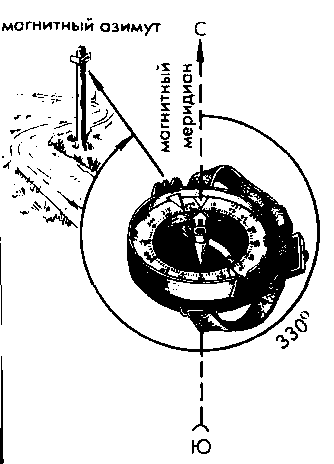 магнитный азимут
С
магнитный
меридиан
330°
Ю